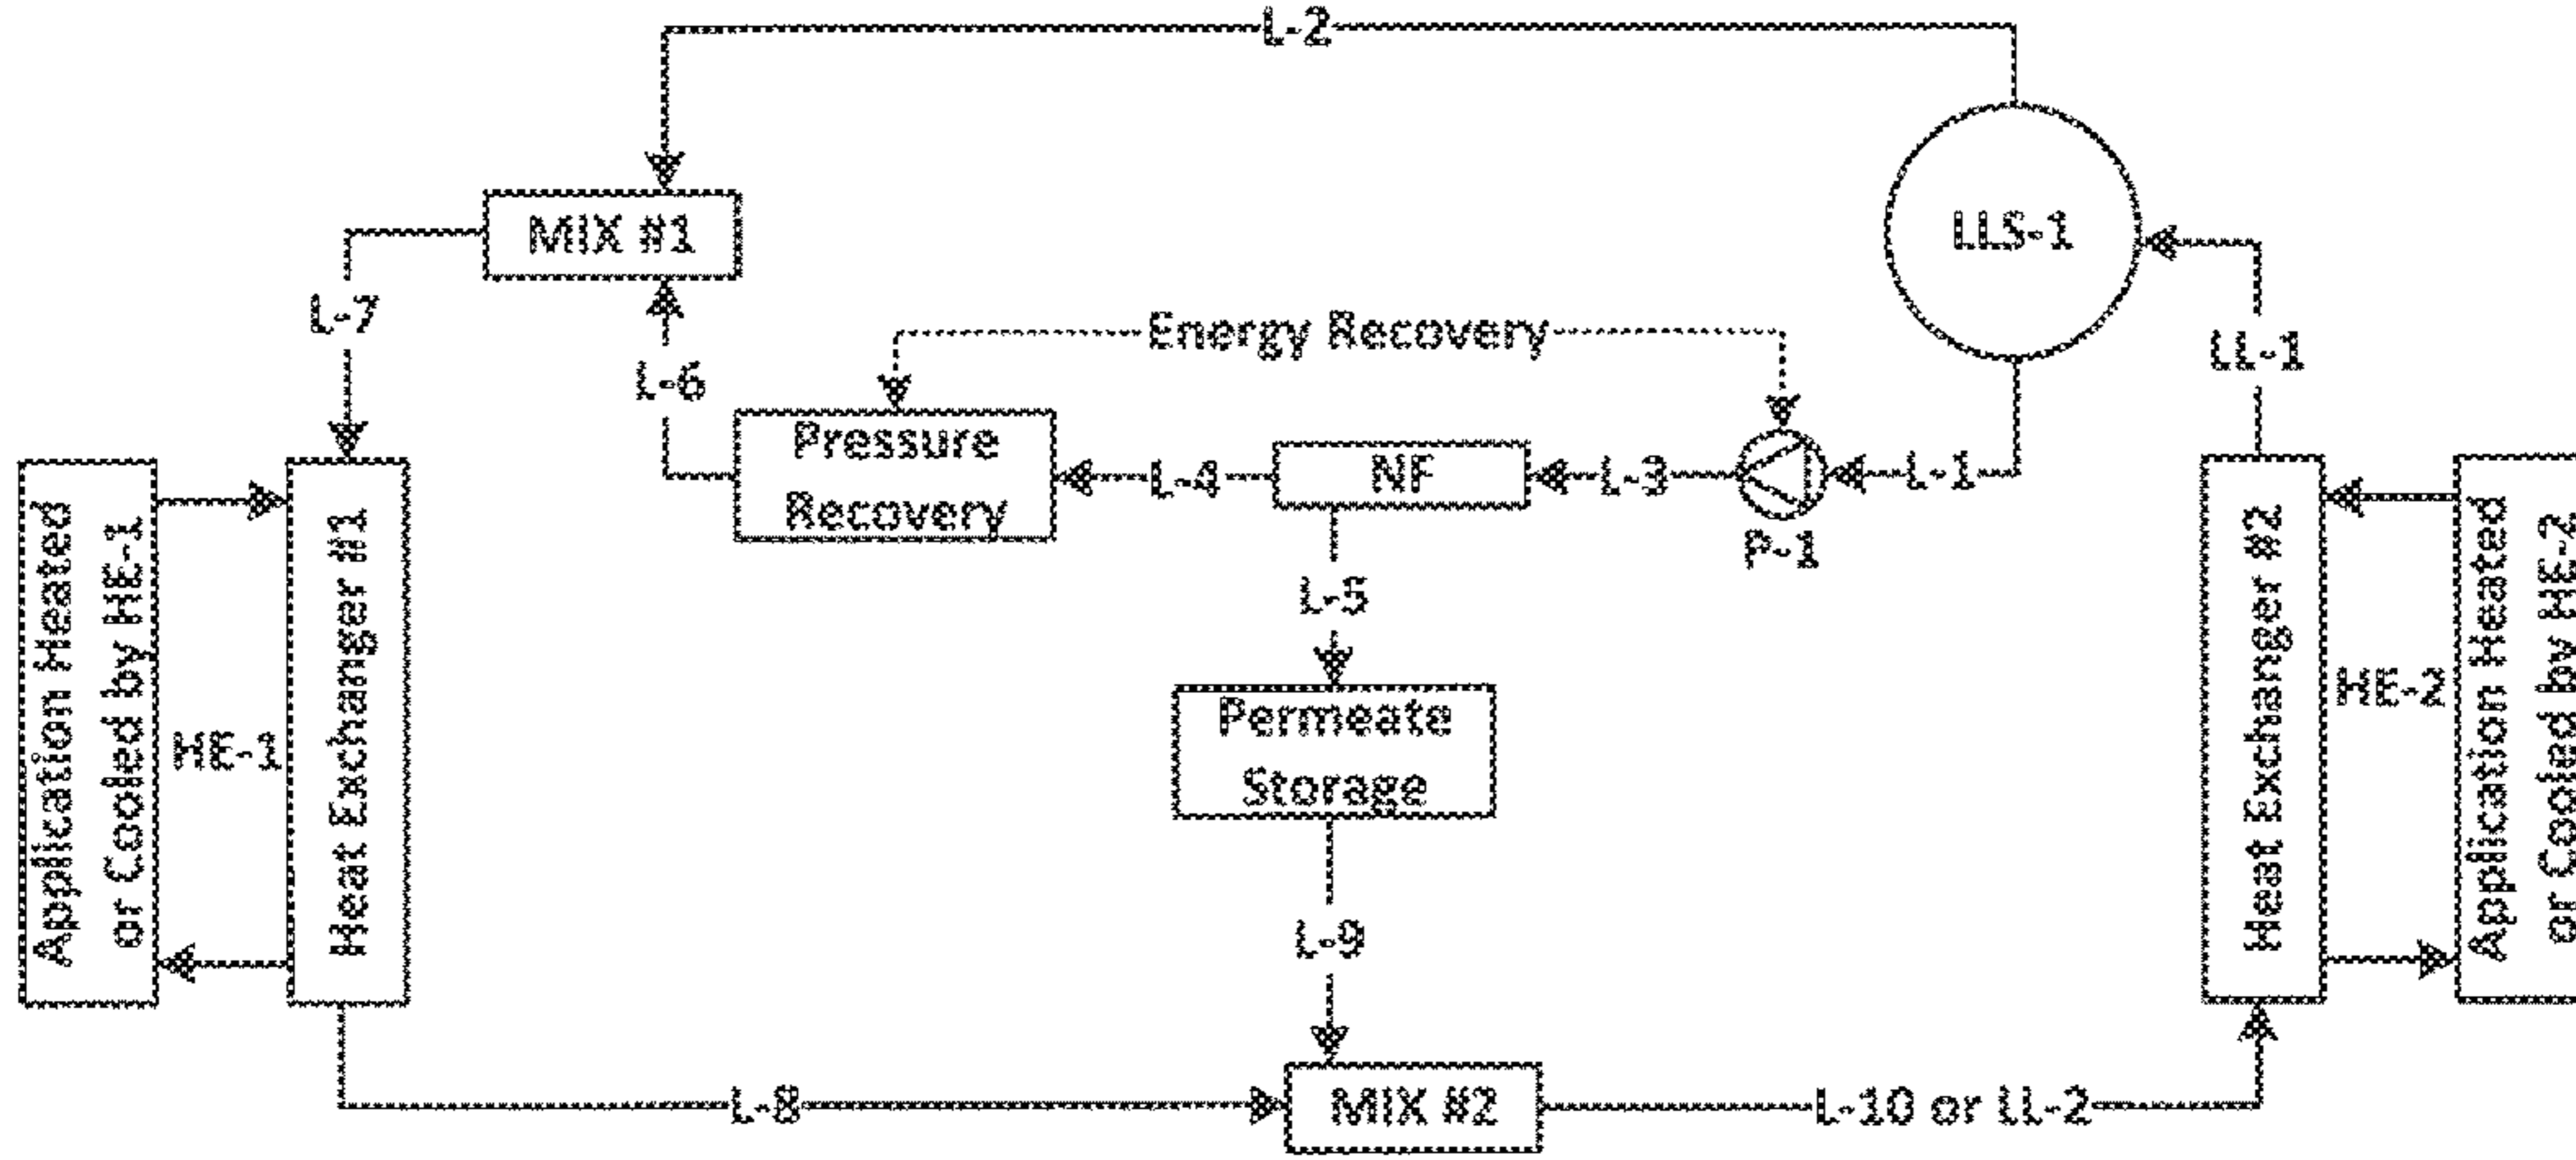 L-2
MIX #1
LLS-1
L-7
Energy Recovery
LL-1
L-6
Pressure
Recovery
L-4
NF
L-3
L-1
P-1
L-5
Application Heated
or Cooled by HE-1
HE-1
Heat Exchanger #1
Permeate
Storage
Heat Exchanger #2
HE-2
Application Heated
or Cooled by HE-2
L-9
L-8
MIX #2
L-10 or LL-2